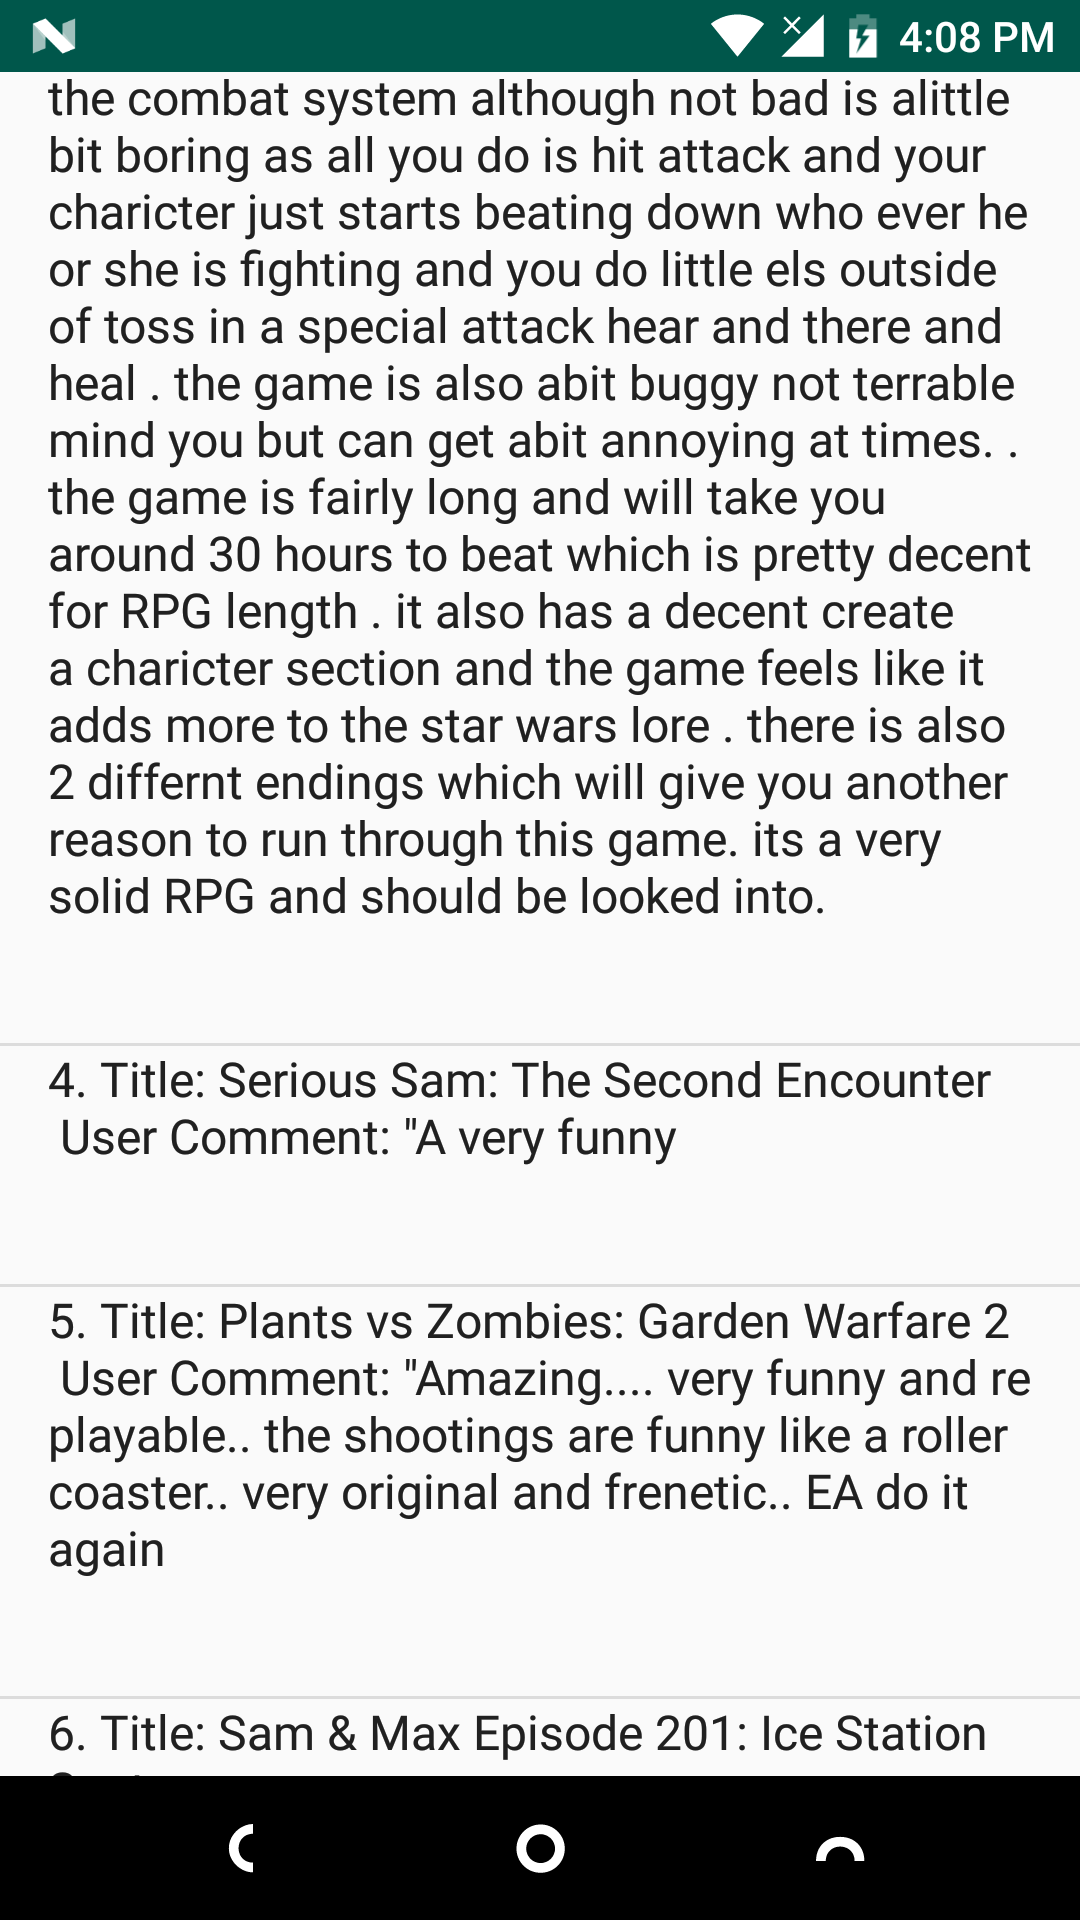 4:08 PM
the combat system although not bad is alittle
bit boring as all you do is hit attack and your
charicter just starts beating down who ever he
or she is fighting and you do little els outside
of toss in a special attack hear and there and
heal . the game is also abit buggy not terrable
mind you but can get abit annoying at times. .
the game is fairly long and will take you
around 30 hours to beat which is pretty decent
for RPG length . it also has a decent create
a charicter section and the game feels like it
adds more to the star wars lore . there is also
2 differnt endings which will give you another
reason to run through this game. its a very
solid RPG and should be looked into.
4. Title: Serious Sam: The Second Encounter
User Comment: "A very funny
5. Title: Plants vs Zombies: Garden Warfare 2
User Comment: "Amazing.... very funny and re
playable.. the shootings are funny like a roller
coaster.. very original and frenetic.. EA do it
again
6. Title: Sam & Max Episode 201: Ice Station